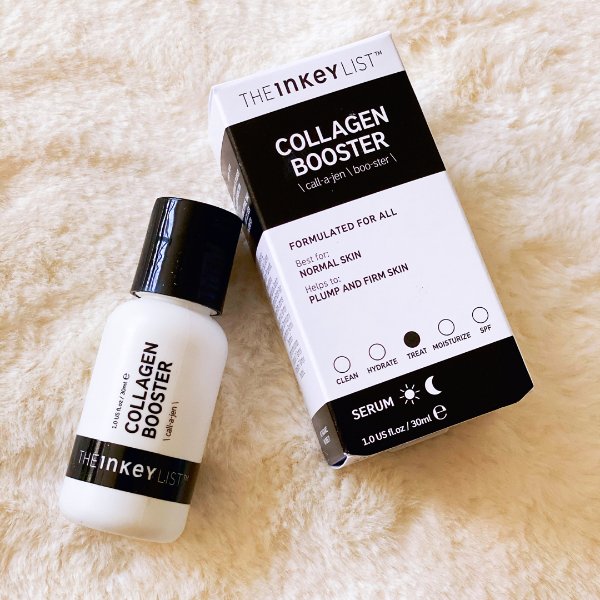 THE INKEY LIST™
COLLAGEN
BOOSTER
\ call-a-jen \ boo-ster \
FORMULATED FOR ALL
Best for:
NORMAL SKIN
Helps to:
PLUMP AND FIRM SKIN
CLEAN
HYDRATE
TREAT
MOISTURIZE
SPF
SERUM
1.0 US fl.oz / 30ml ℮
COLLAGEN
BOOSTER
\ call-a-jen \
1.0 US fl.oz / 30ml ℮
THE INKEY LIST™